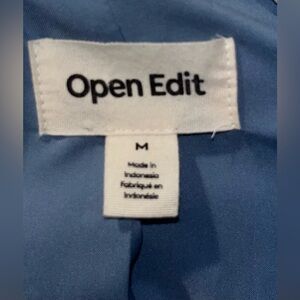 Open Edit
M
Made in
Indonesia
Fabriqué en
Indonésie